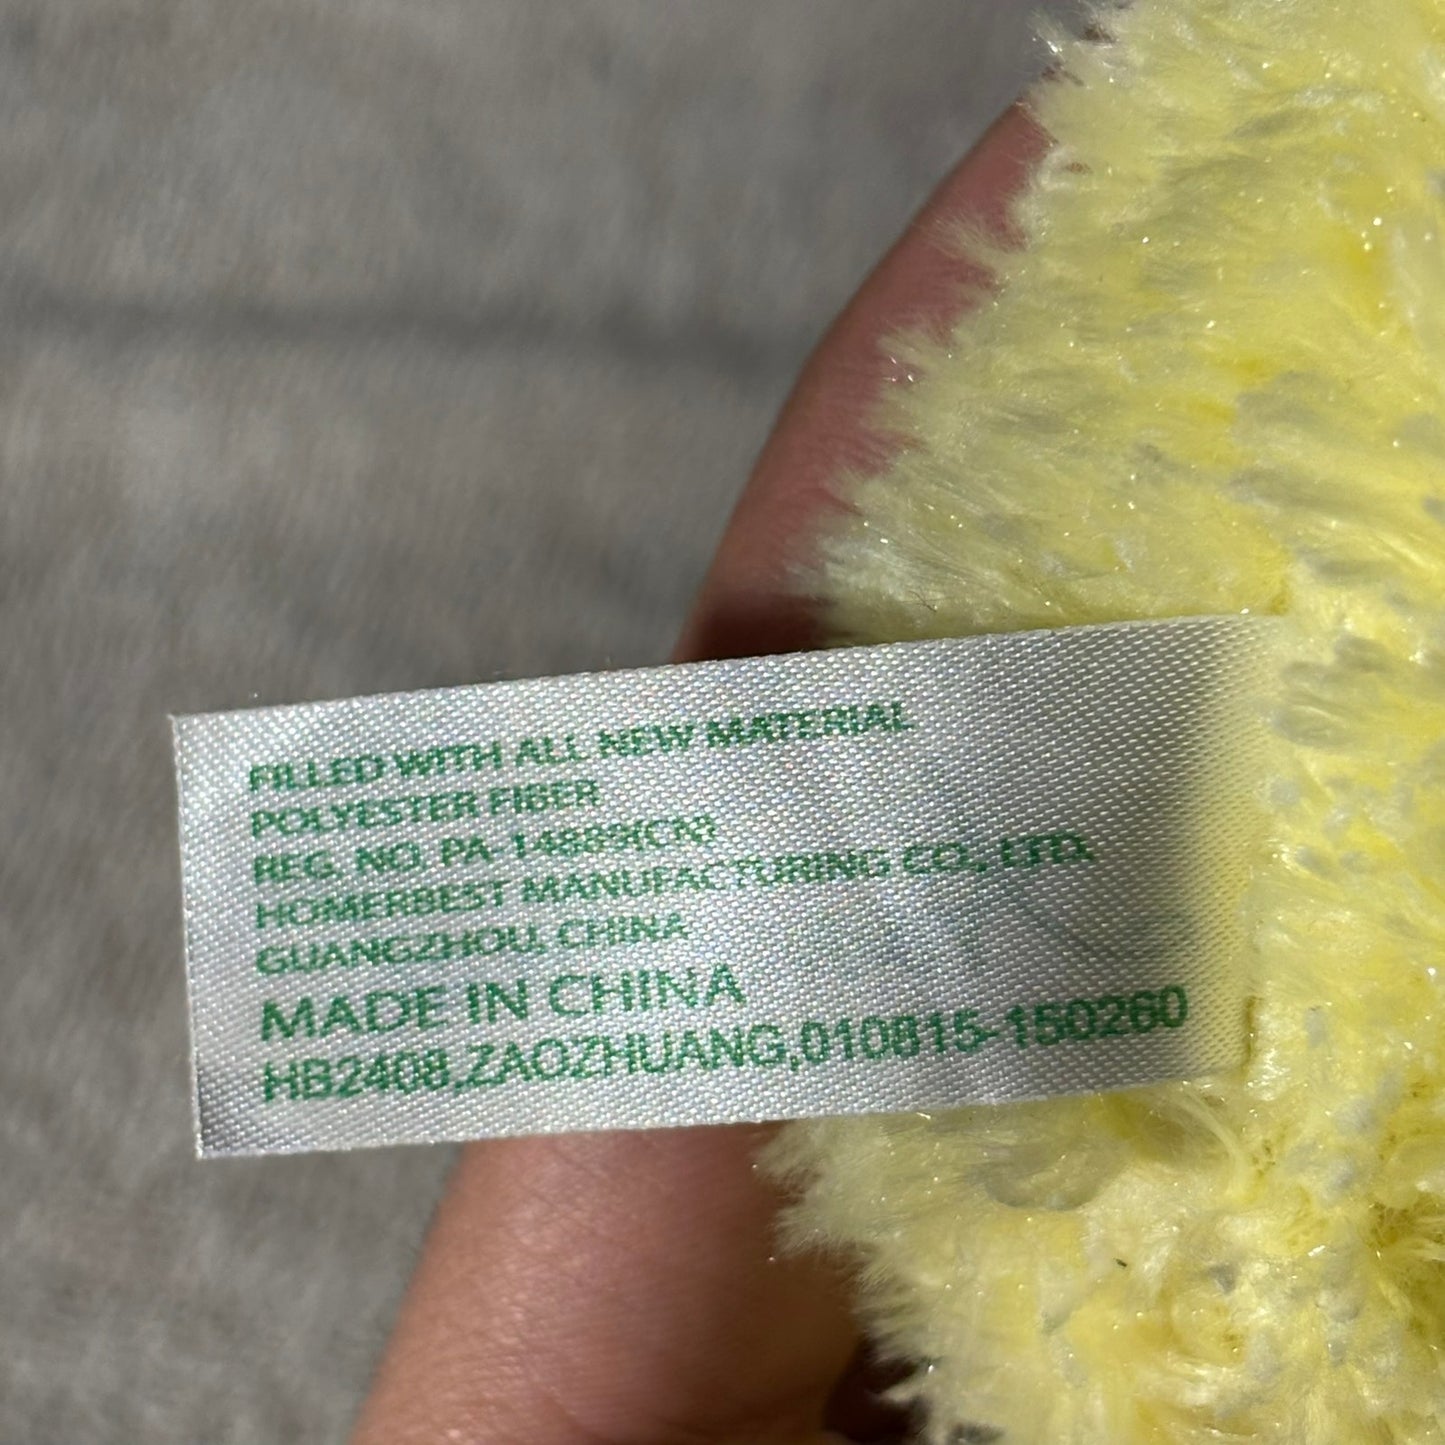 FILLED WITH ALL NEW MATERIAL
POLYESTER FIBER
REG. NO. PA-14889(CN)
HOMERBEST MANUFACTURING CO., LTD.
GUANGZHOU, CHINA
MADE IN CHINA
HB2408,ZAOZHUANG,010815-150260